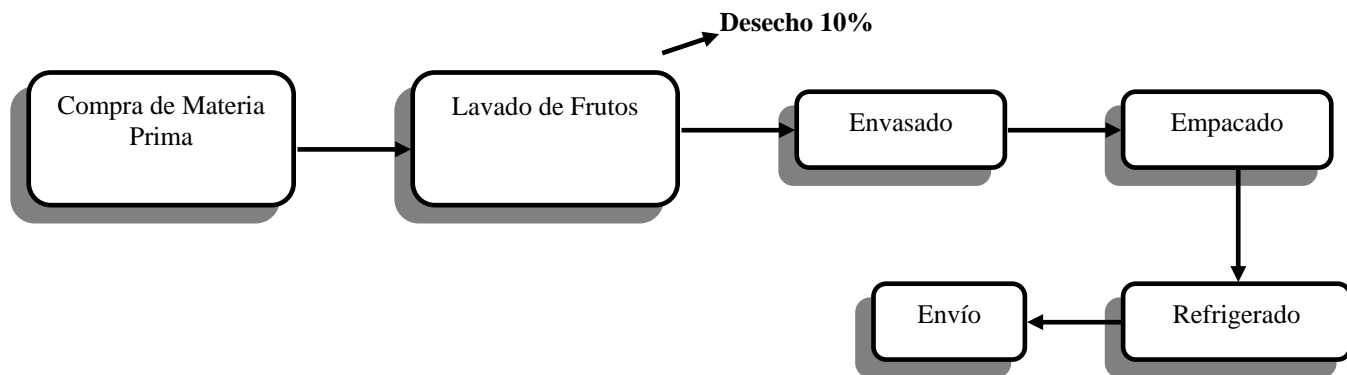 Desecho 10%
Compra de Materia
Prima
Lavado de Frutos
Envasado
Empacado
Envío
Refrigerado